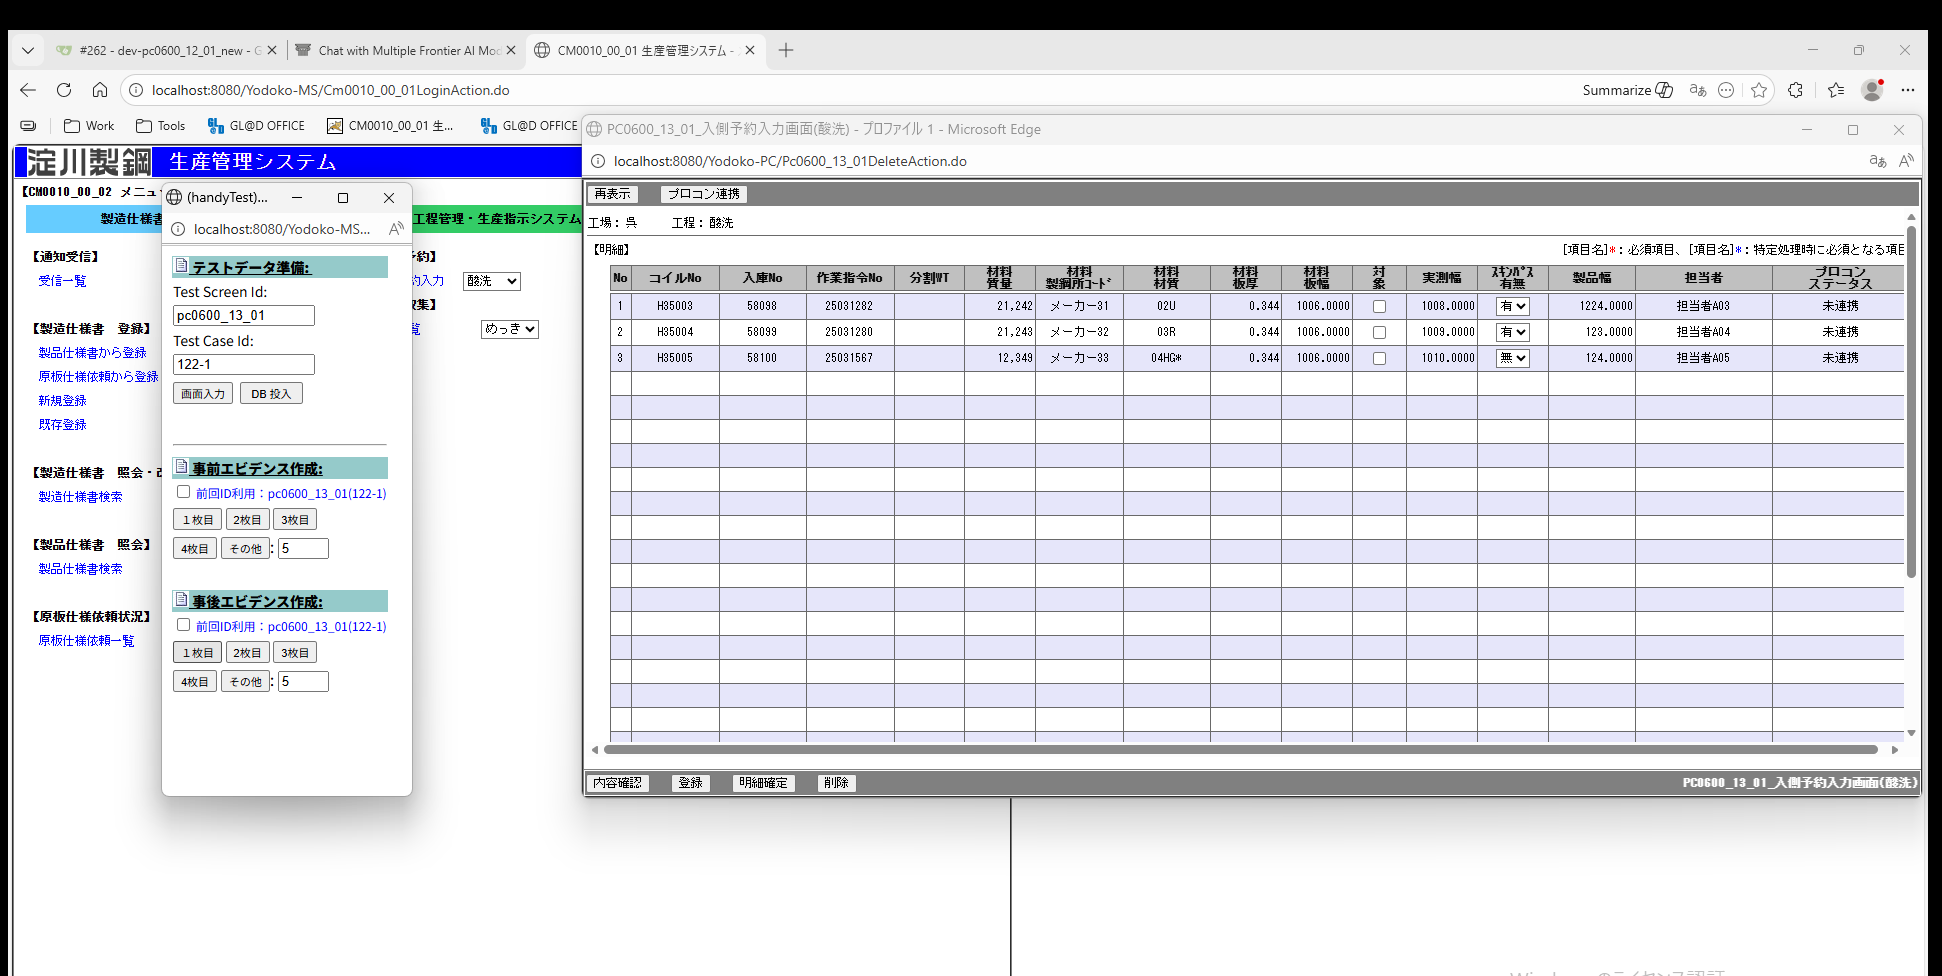 #262 - dev-pc0600_12_01_new - G
Chat with Multiple Frontier AI Mod
CM0010_00_01 生産管理システム -
localhost:8080/Yodoko-MS/Cm0010_00_01LoginAction.do
Summarize
Work
Tools
GL@D OFFICE
CM0010_00_01 生...
GL@D OFFICE
淀川製鋼 生産管理システム
【CM0010_00_02 メニュ
製造仕様書
工程管理・生産指示システム
【通知受信】
受信一覧
【製造仕様書 登録】
製品仕様書から登録
原板仕様依頼から登録
新規登録
既存登録
【製造仕様書 照会・
製造仕様書検索
【製品仕様書 照会】
製品仕様書検索
【原板仕様依頼状況】
原板仕様依頼一覧
予約】
約入力
酸洗
収集】
覧
めっき
(handyTest)...
localhost:8080/Yodoko-MS...
テストデータ準備:
Test Screen Id:
pc0600_13_01
Test Case Id:
122-1
画面入力 DB 投入
事前エビデンス作成:
前回ID利用：pc0600_13_01(122-1)
1枚目 2枚目 3枚目
4枚目 その他 : 5
事後エビデンス作成:
前回ID利用：pc0600_13_01(122-1)
1枚目 2枚目 3枚目
4枚目 その他 : 5
PC0600_13_01_入側予約入力画面(酸洗) - プロファイル 1 - Microsoft Edge
localhost:8080/Yodoko-PC/Pc0600_13_01DeleteAction.do
再表示 プロコン連携
工場：呉 工程：酸洗
【明細】
[項目名]*：必須項目、[項目名]*：特定処理時に必須となる項目
No コイルNo 入庫No 作業指令No 分割WT 材料質量 材料製鋼所コード 材料材質 材料板厚 材料板幅 対象 実測幅 スキンパス有無 製品幅 担当者 プロコンステータス
1 H35003 58098 25031282 21,242 メーカー31 02U 0.344 1006.0000 1008.0000 有 1224.0000 担当者A03 未連携
2 H35004 58099 25031280 21,243 メーカー32 03R 0.344 1006.0000 1009.0000 有 123.0000 担当者A04 未連携
3 H35005 58100 25031567 12,349 メーカー33 04HG* 0.344 1006.0000 1010.0000 無 124.0000 担当者A05 未連携
内容確認 登録 明細確定 削除
PC0600_13_01_入側予約入力画面(酸洗)